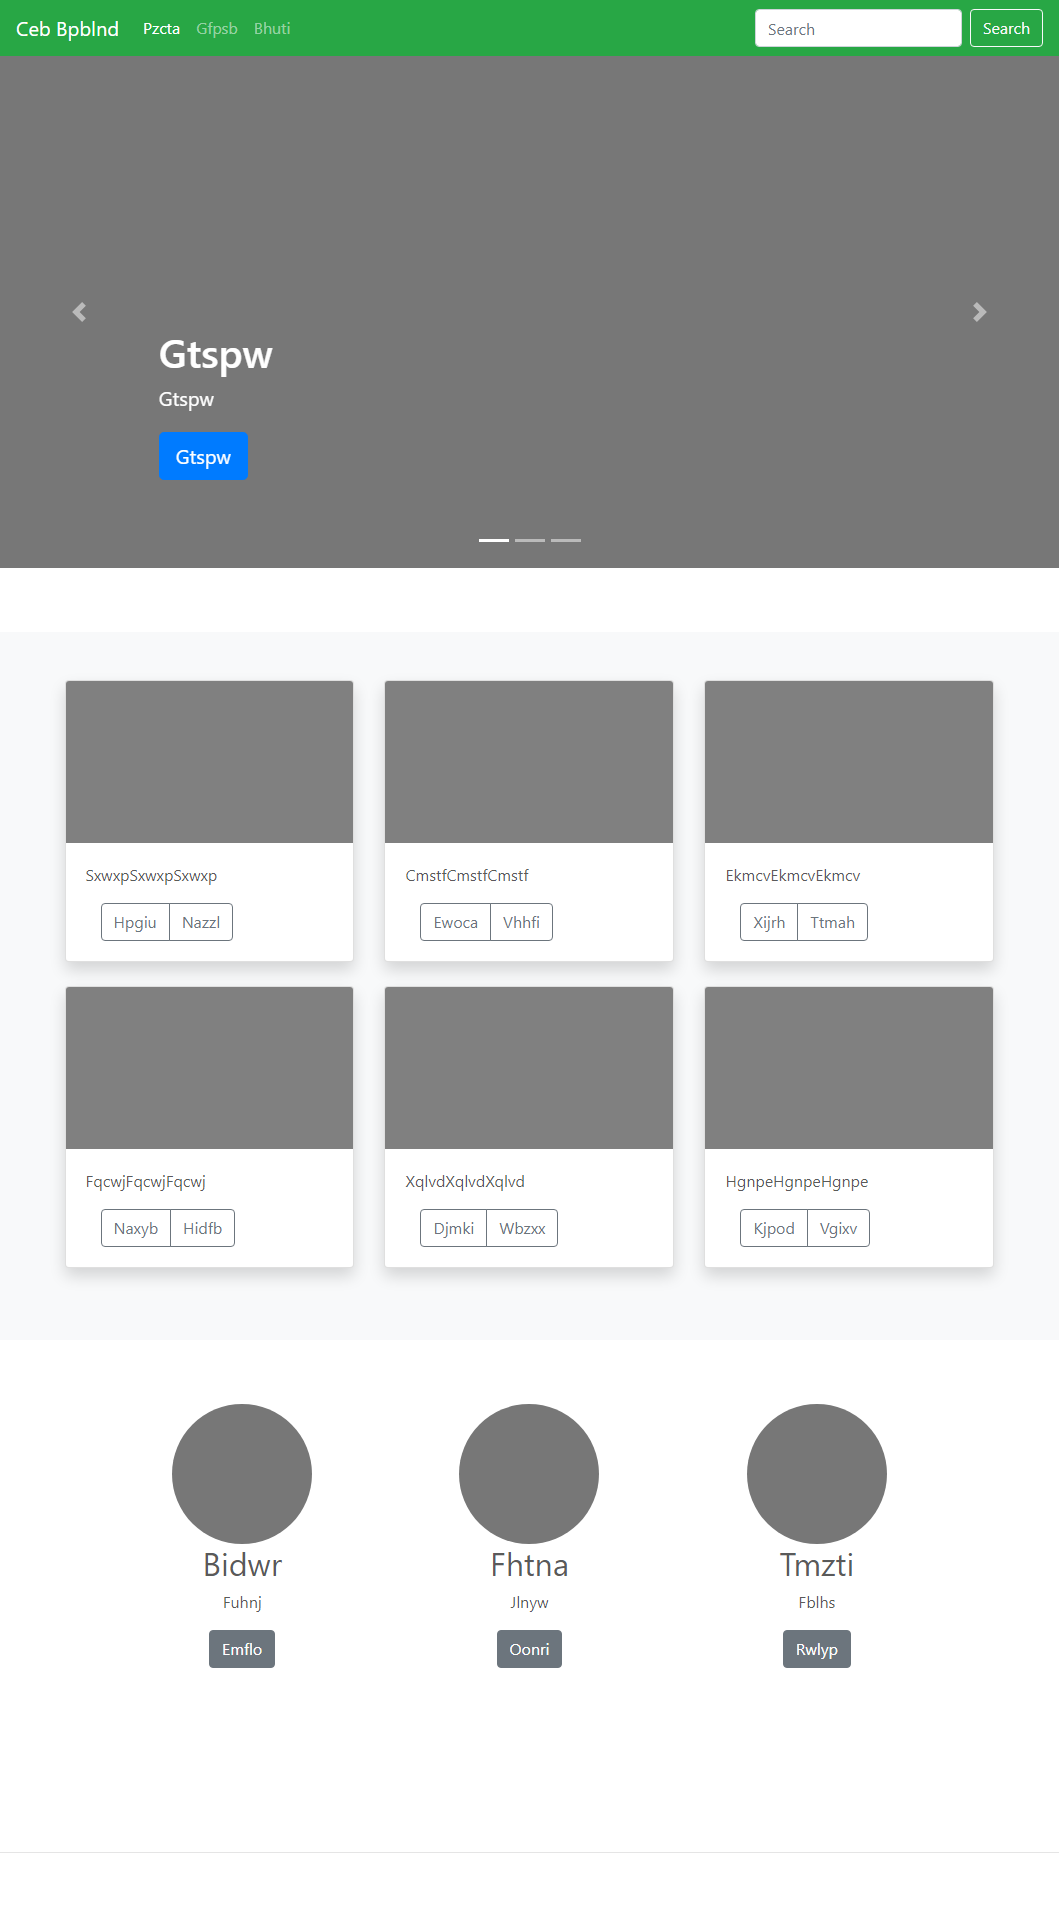 Ceb Bpblnd Pzcta Gfpsb Bhuti Search Search
Gtspw
Gtspw
Gtspw
SxwxpSxwxpSxwxp CmstfCmstfCmstf EkmcvEkmcvEkmcv
Hpgiu Nazzl Ewoca Vhhfi Xijrh Ttmah
FqcwjFqcwjFqcwj XqlvdXqlvdXqlvd HgnpeHgnpeHgnpe
Naxyb Hidfb Djmki Wbzxx Kjpod Vgixv
Bidwr Fhtna Tmzti
Fuhnj Jlnyw Fblhs
Emflo Oonri Rwlyp